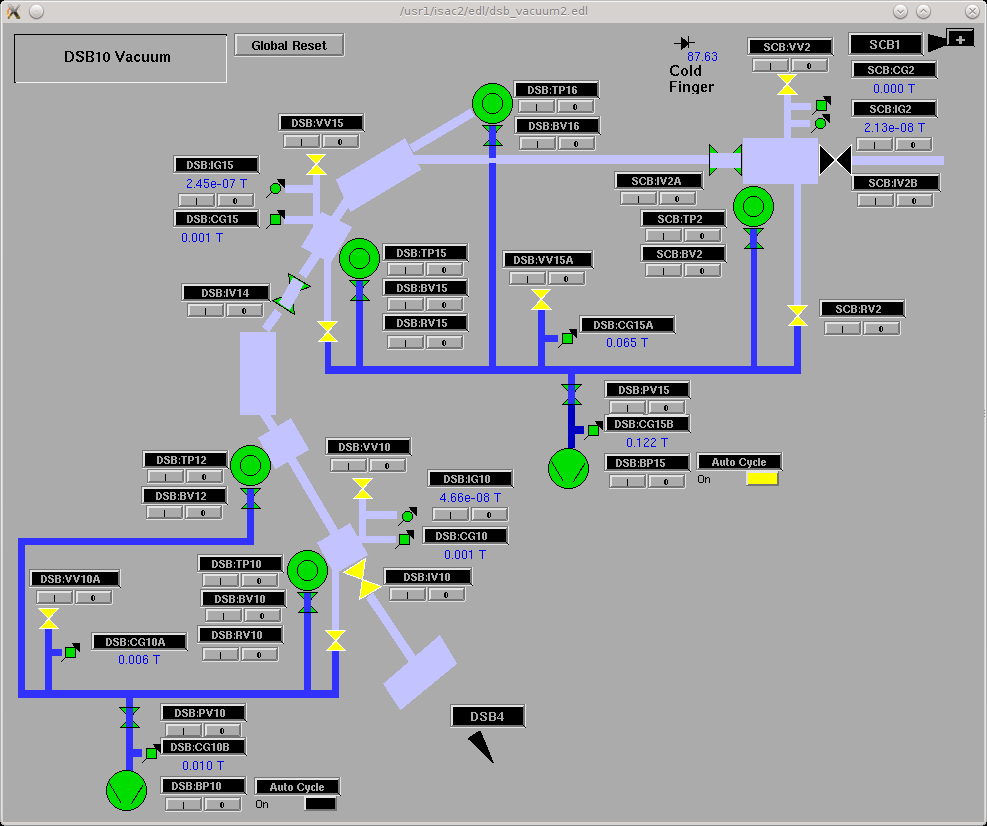 /usr1/isac2/edl/dsb_vacuum2.edl
DSB10 Vacuum
Global Reset
87.63
Cold
Finger
SCB:VV2
I 0
SCB1
+
SCB:CG2
0.000 T
SCB:IG2
2.13e-08 T
I 0
SCB:IV2B
I 0
DSB:TP16
I 0
DSB:BV16
I 0
DSB:VV15
I 0
DSB:IG15
2.45e-07 T
I 0
DSB:CG15
0.001 T
SCB:IV2A
I 0
SCB:TP2
I 0
SCB:BV2
I 0
DSB:TP15
I 0
DSB:BV15
I 0
DSB:RV15
I 0
DSB:VV15A
I 0
DSB:IV14
I 0
SCB:RV2
I 0
DSB:CG15A
0.065 T
DSB:PV15
I 0
DSB:CG15B
0.122 T
DSB:BP15
I 0
Auto Cycle
On
DSB:VV10
I 0
DSB:TP12
I 0
DSB:BV12
I 0
DSB:IG10
4.66e-08 T
I 0
DSB:CG10
0.001 T
DSB:TP10
I 0
DSB:BV10
I 0
DSB:RV10
I 0
DSB:IV10
I 0
DSB:VV10A
I 0
DSB:CG10A
0.006 T
DSB4
DSB:PV10
I 0
DSB:CG10B
0.010 T
DSB:BP10
I 0
Auto Cycle
On